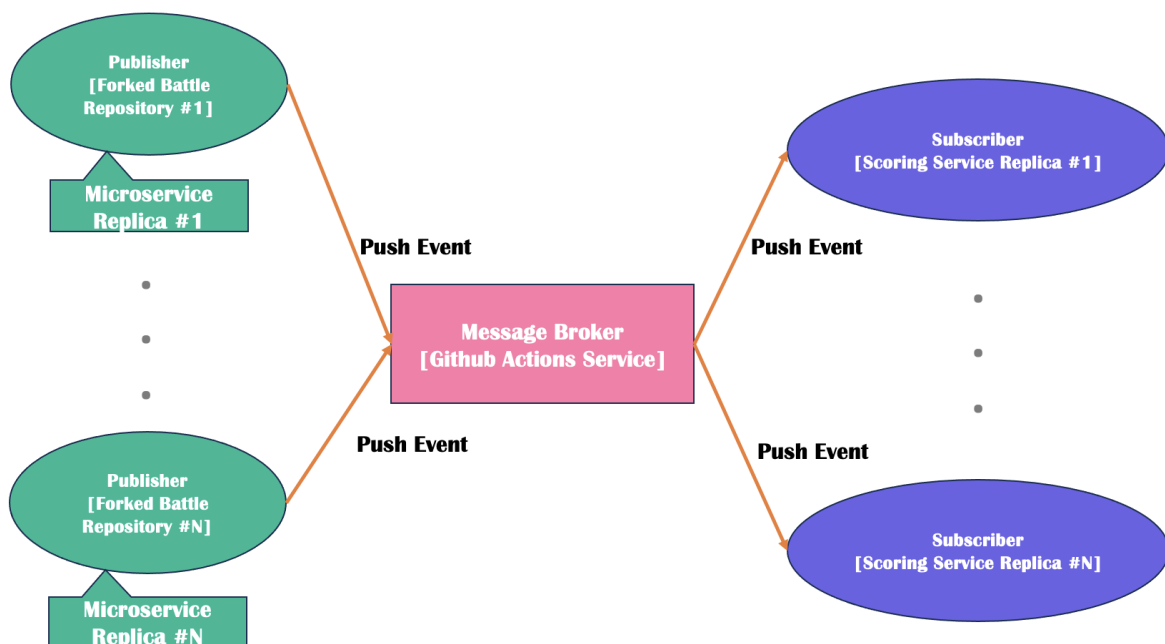 Publisher
[Forked Battle
Repository #1]
Microservice
Replica #1
Push Event
Message Broker
[Github Actions Service]
Push Event
Publisher
[Forked Battle
Repository #N]
Microservice
Replica #N
Subscriber
[Scoring Service Replica #1]
Push Event
Push Event
Subscriber
[Scoring Service Replica #N]